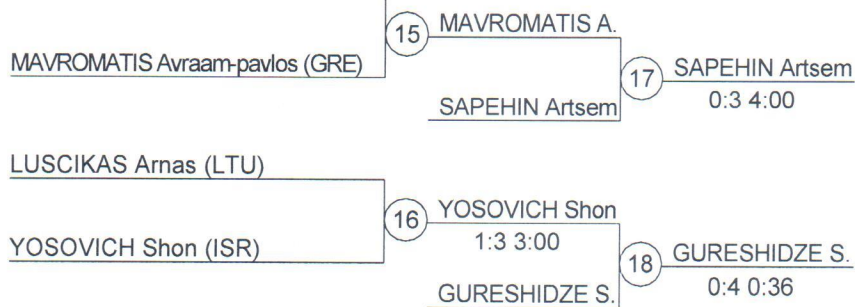 15 MAVROMATIS A.
MAVROMATIS Avraam-pavlos (GRE)
17 SAPEHIN Artsem
0:3 4:00
SAPEHIN Artsem
LUSCIKAS Arnas (LTU)
16 YOSOVICH Shon
1:3 3:00
YOSOVICH Shon (ISR)
18 GURESHIDZE S.
0:4 0:36
GURESHIDZE S.